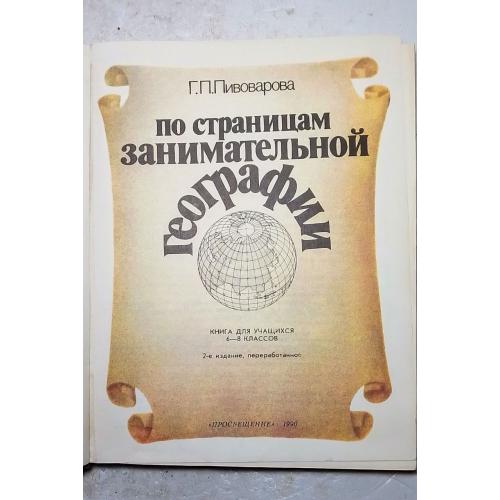 Г.П.Пивоварова
ПО СТРАНИЦАМ
ЗАНИМАТЕЛЬНОЙ
ГЕОГРАФИИ
КНИГА ДЛЯ УЧАЩИХСЯ
6—8 КЛАССОВ
2-е издание, переработанное
«ПРОСВЕЩЕНИЕ» 1990